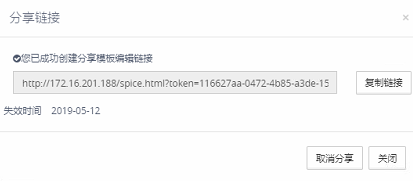 分享链接
×
您已成功创建分享模板编辑链接
http://172.16.201.188/spice.html?token=116627aa-0472-4b85-a3de-15
复制链接
失效时间 2019-05-12
取消分享 关闭